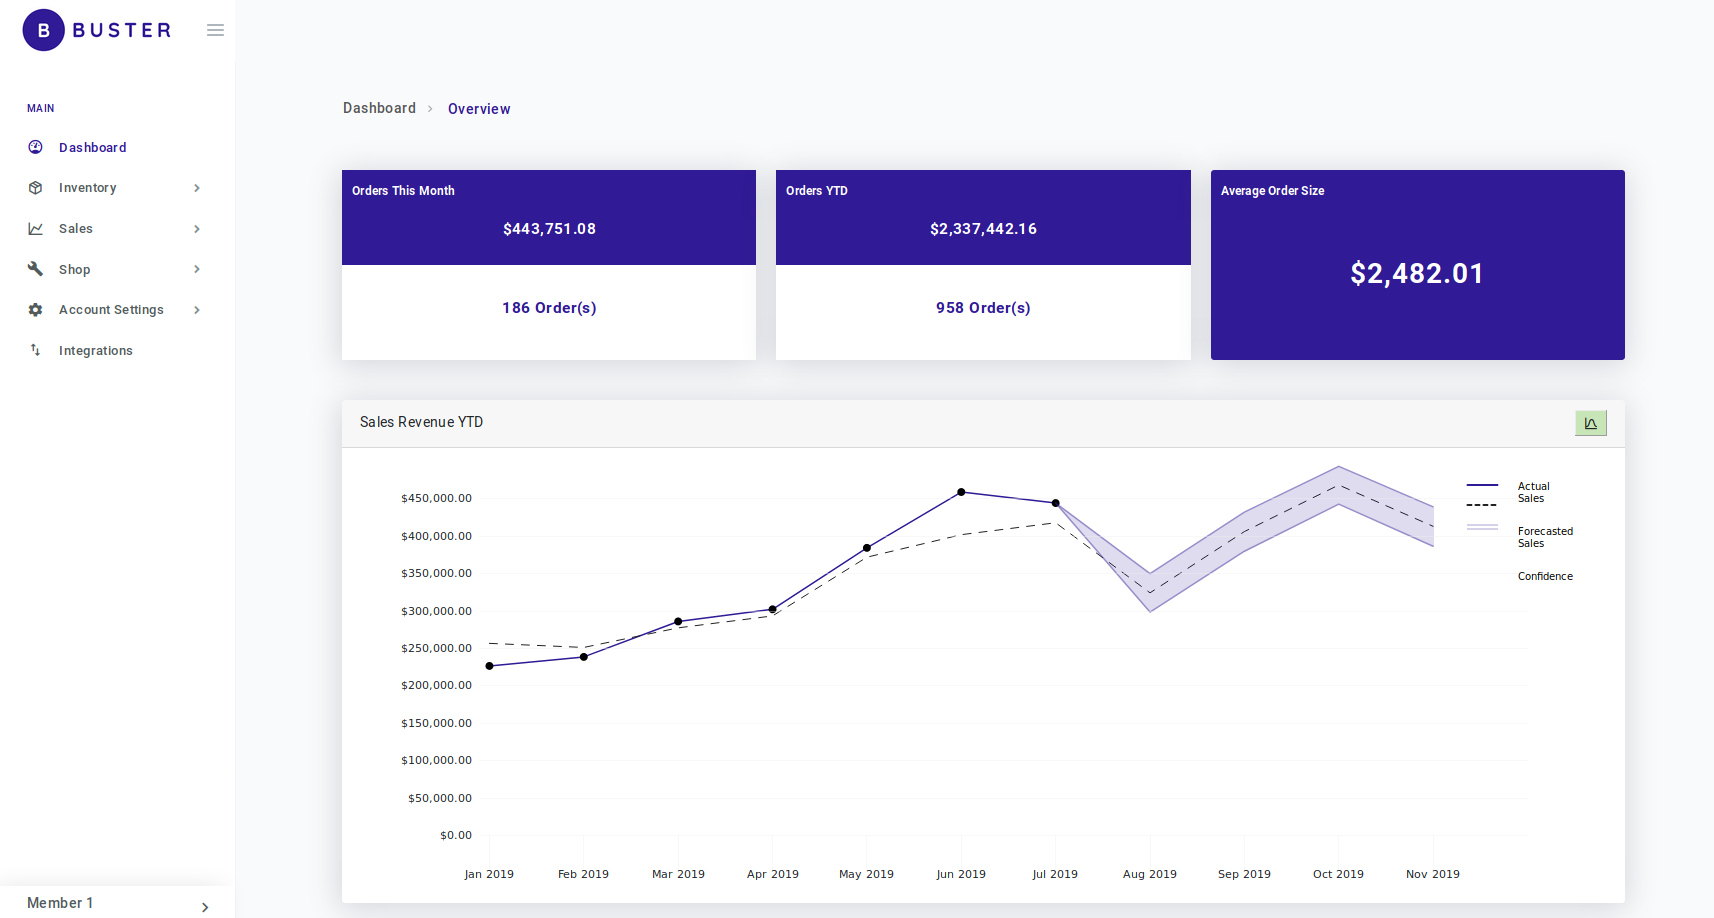 B BUSTER
MAIN
Dashboard
Inventory
Sales
Shop
Account Settings
Integrations
Member 1
Dashboard › Overview
Orders This Month
$443,751.08
186 Order(s)
Orders YTD
$2,337,442.16
958 Order(s)
Average Order Size
$2,482.01
Sales Revenue YTD
$450,000.00
$400,000.00
$350,000.00
$300,000.00
$250,000.00
$200,000.00
$150,000.00
$100,000.00
$50,000.00
$0.00
Jan 2019 Feb 2019 Mar 2019 Apr 2019 May 2019 Jun 2019 Jul 2019 Aug 2019 Sep 2019 Oct 2019 Nov 2019
Actual
Sales
Forecasted
Sales
Confidence